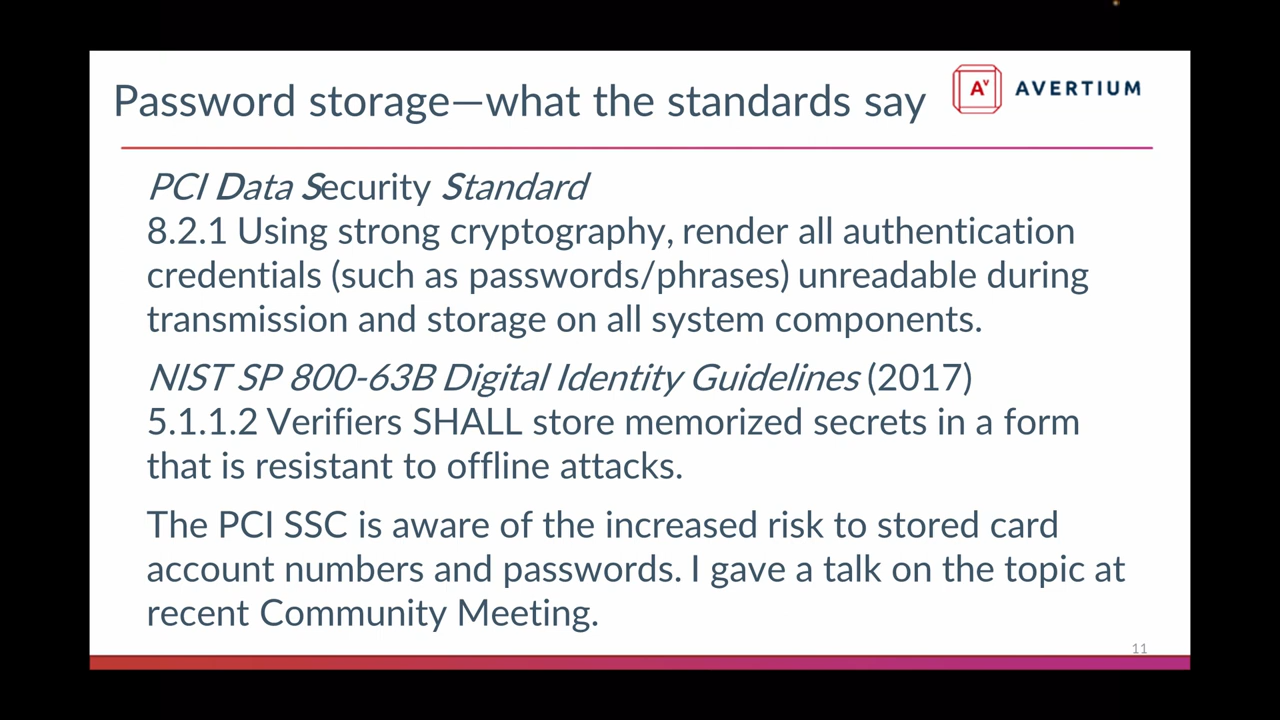 Password storage—what the standards say
AV AVERTIUM
PCI Data Security Standard
8.2.1 Using strong cryptography, render all authentication
credentials (such as passwords/phrases) unreadable during
transmission and storage on all system components.
NIST SP 800-63B Digital Identity Guidelines (2017)
5.1.1.2 Verifiers SHALL store memorized secrets in a form
that is resistant to offline attacks.
The PCI SSC is aware of the increased risk to stored card
account numbers and passwords. I gave a talk on the topic at
recent Community Meeting.
11